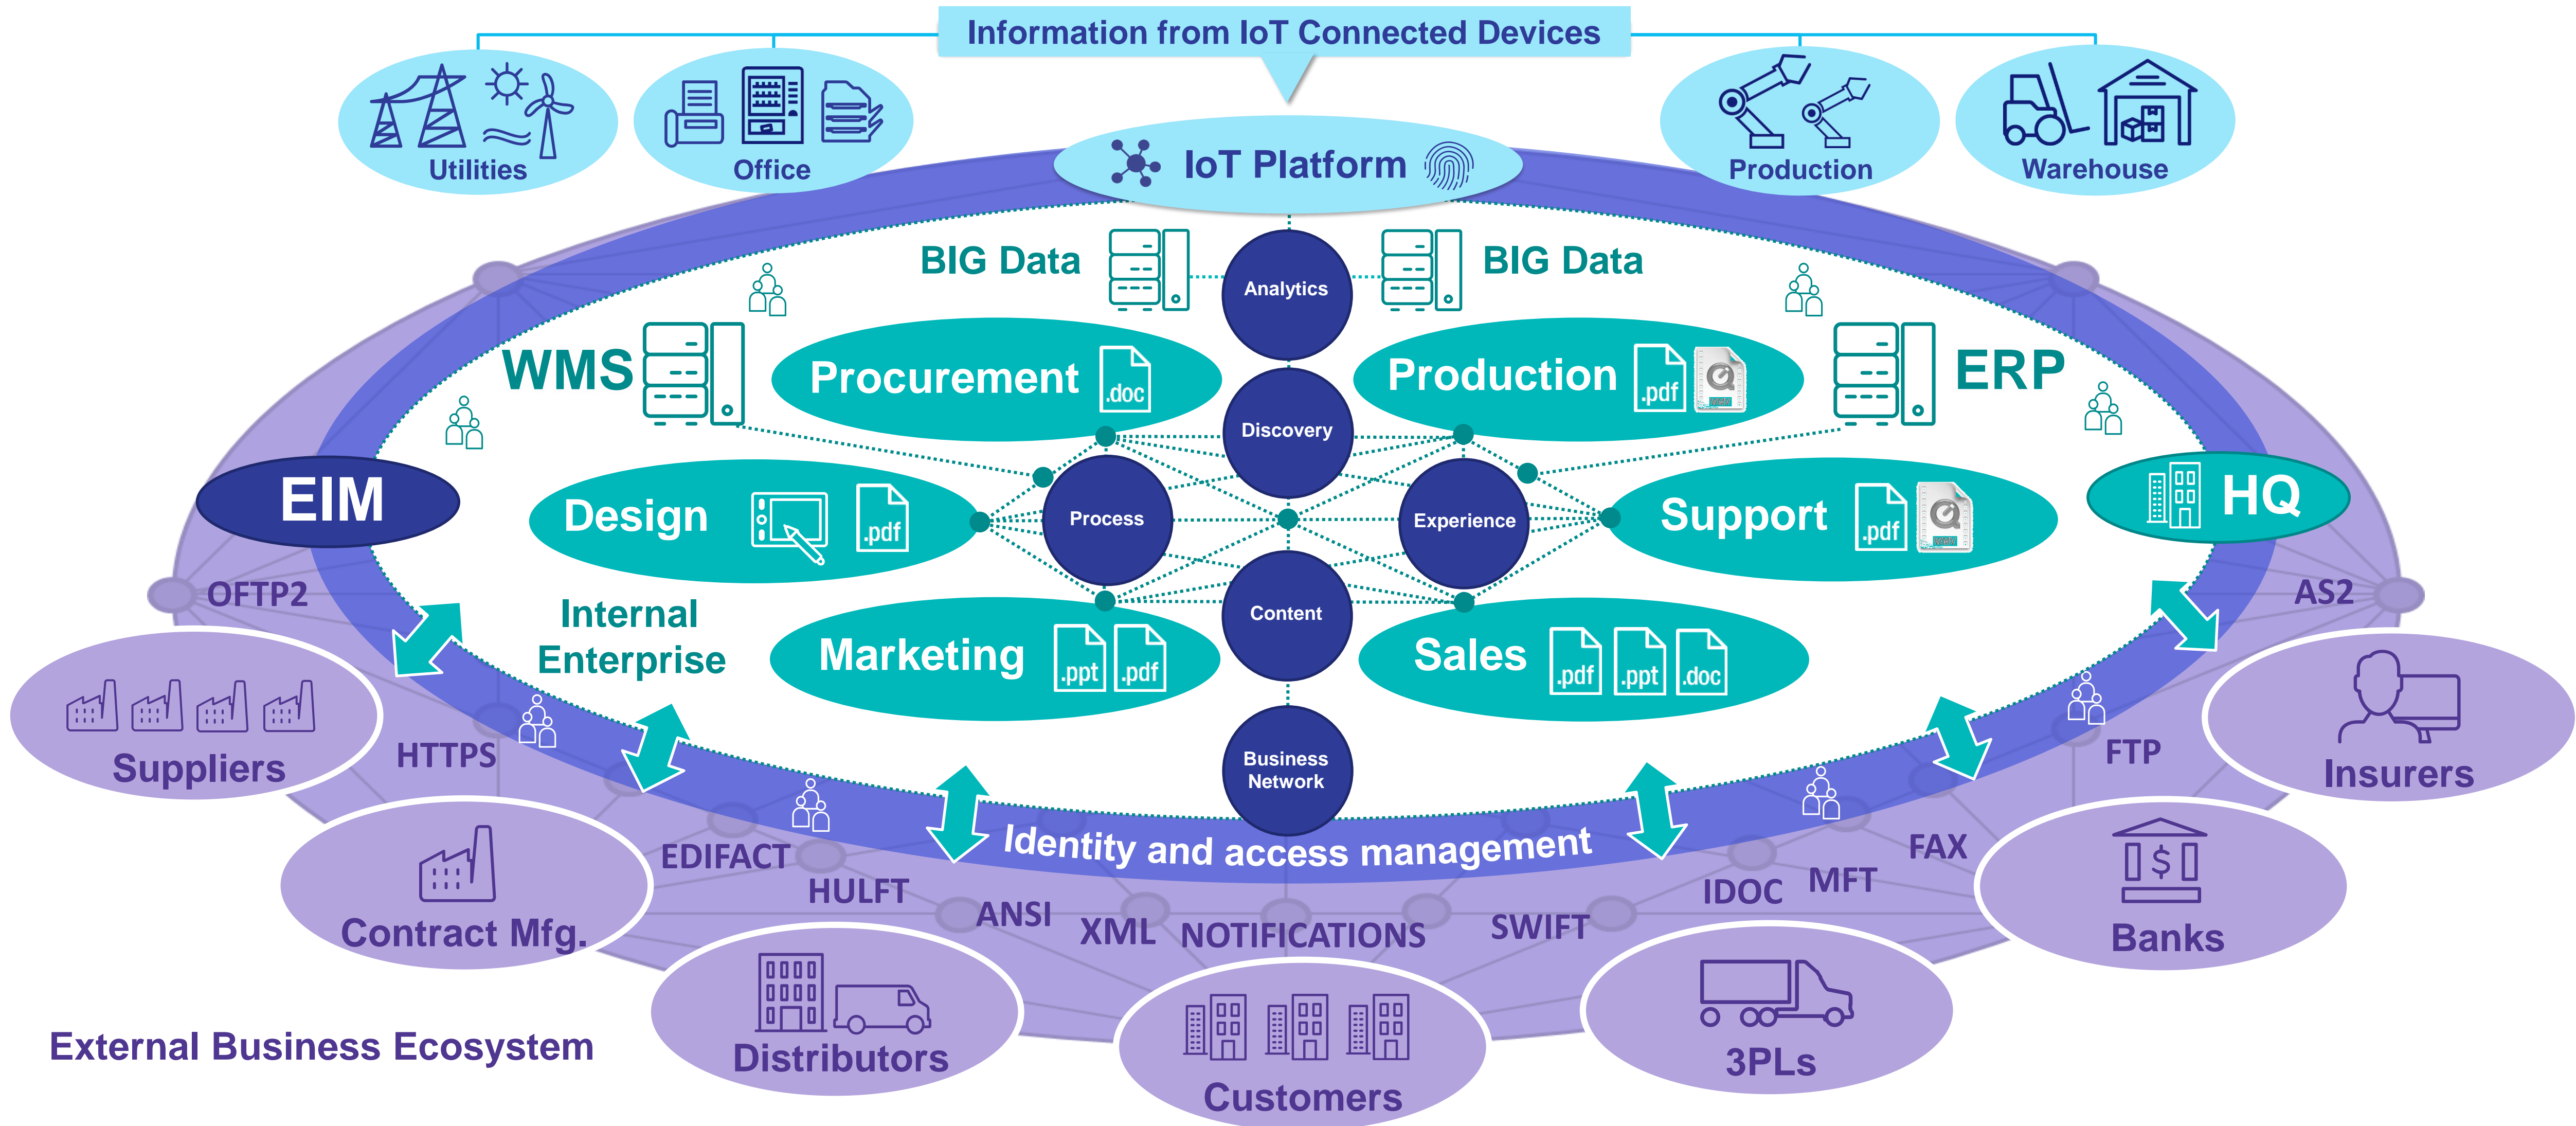 Information from IoT Connected Devices
Utilities
Office
Production
Warehouse
IoT Platform
BIG Data
BIG Data
Analytics
WMS
Procurement
.doc
Production
.pdf
ERP
Discovery
EIM
Design
.pdf
Process
Experience
Support
.pdf
HQ
OFTP2
AS2
Internal
Enterprise
Content
Marketing
.ppt
.pdf
Sales
.pdf
.ppt
.doc
Business
Network
Suppliers
HTTPS
FTP
Insurers
Identity and access management
EDIFACT
FAX
HULFT
IDOC
MFT
ANSI
XML
NOTIFICATIONS
SWIFT
Contract Mfg.
Banks
External Business Ecosystem
Distributors
Customers
3PLs